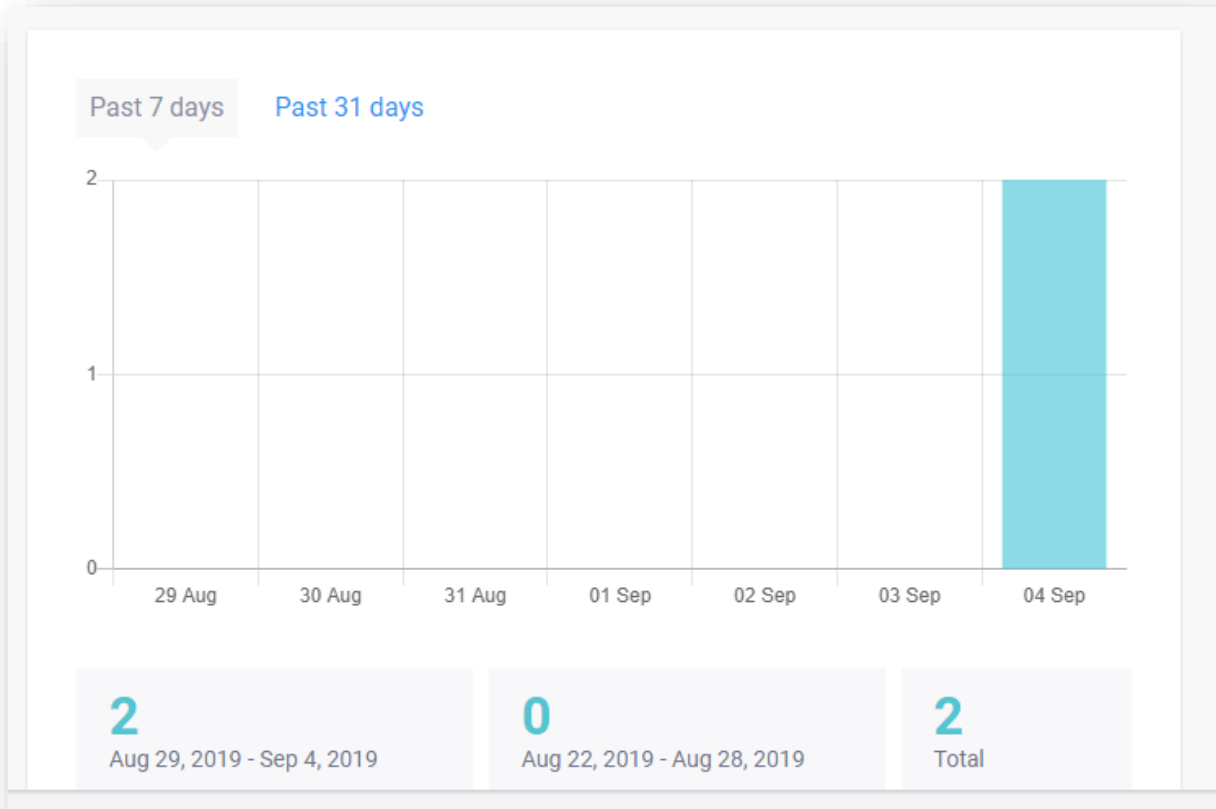 Past 7 days Past 31 days
2
1
0
29 Aug 30 Aug 31 Aug 01 Sep 02 Sep 03 Sep 04 Sep
2 0 2
Aug 29, 2019 - Sep 4, 2019 Aug 22, 2019 - Aug 28, 2019 Total